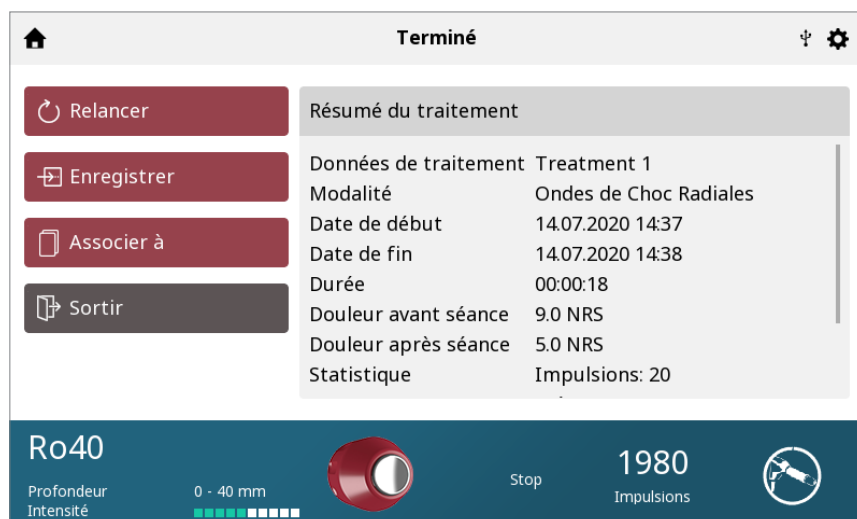 Terminé
Relancer
Enregistrer
Associer à
Sortir
Résumé du traitement
Données de traitement Treatment 1
Modalité Ondes de Choc Radiales
Date de début 14.07.2020 14:37
Date de fin 14.07.2020 14:38
Durée 00:00:18
Douleur avant séance 9.0 NRS
Douleur après séance 5.0 NRS
Statistique Impulsions: 20
Ro40
Profondeur 0 - 40 mm
Intensité
Stop
1980
Impulsions